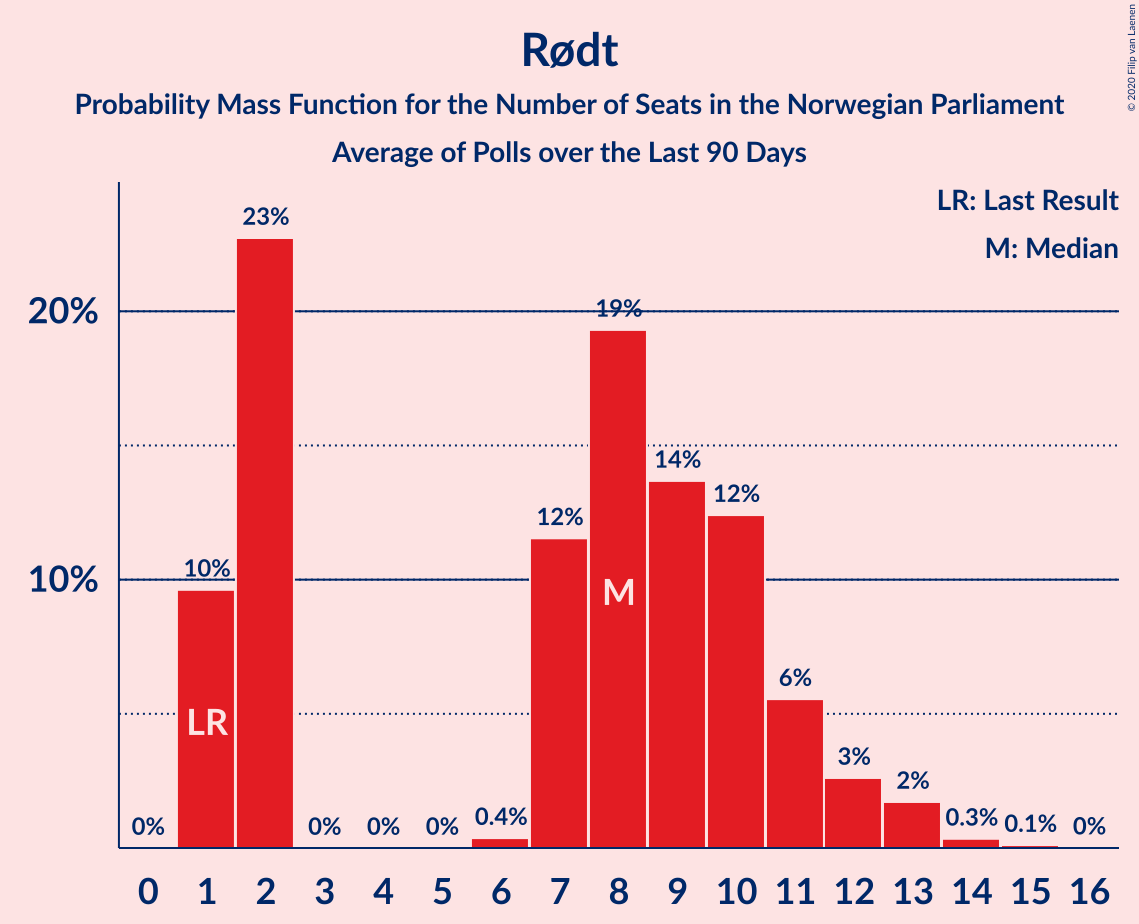 Rødt
Probability Mass Function for the Number of Seats in the Norwegian Parliament
Average of Polls over the Last 90 Days
© 2020 Filip van Laenen
LR: Last Result
M: Median
20%
10%
0%
10%
23%
0%
0%
0%
0.4%
12%
19%
14%
12%
6%
3%
2%
0.3%
0.1%
0%
LR
M
0 1 2 3 4 5 6 7 8 9 10 11 12 13 14 15 16